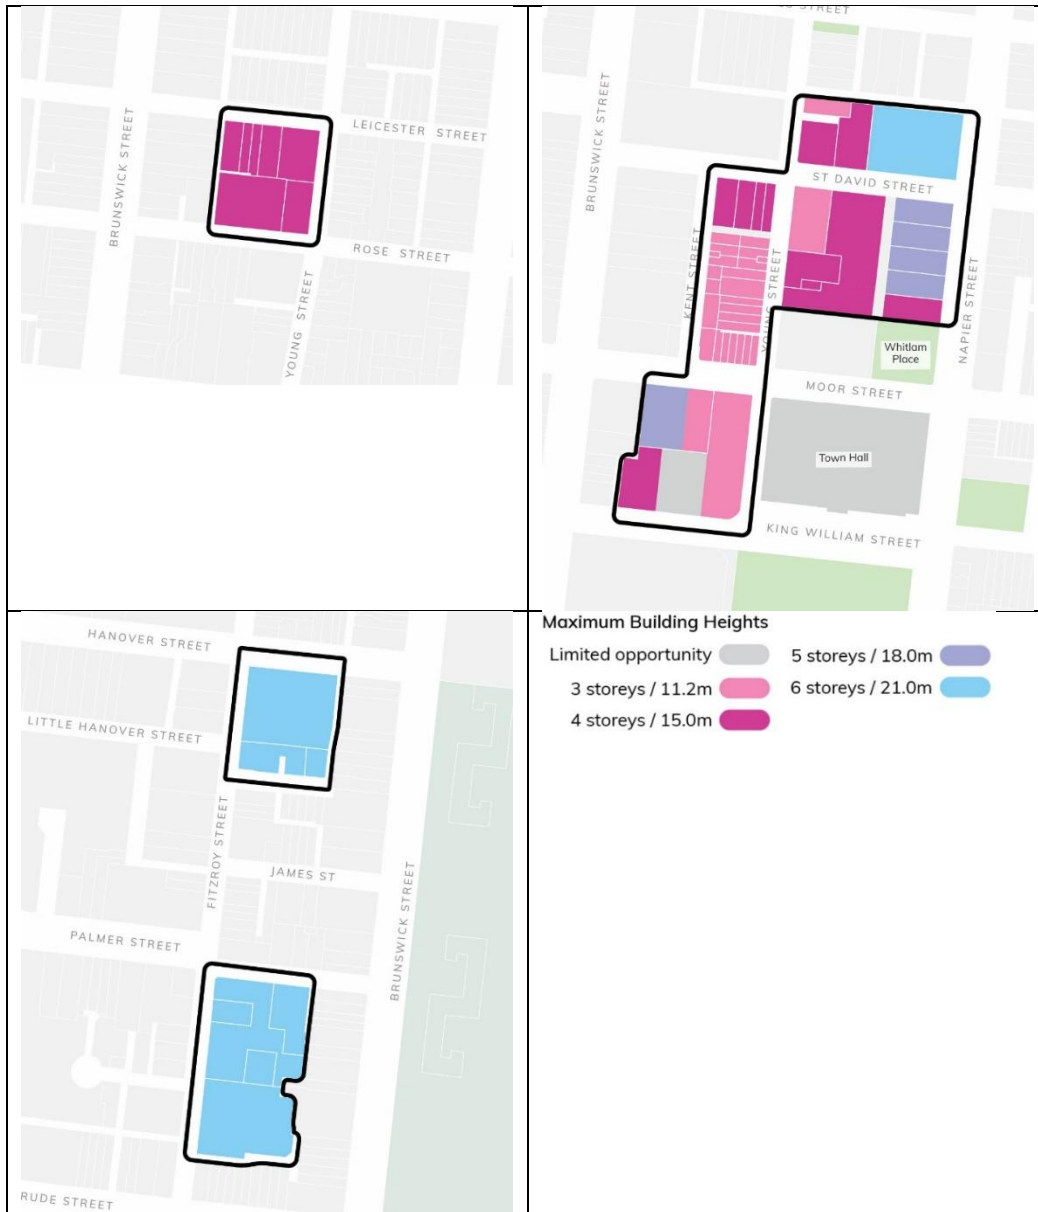 BRUNSWICK STREET
LEICESTER STREET
ROSE STREET
YOUNG STREET
STREET
BRUNSWICK STREET
ST DAVID STREET
KENT STREET
YOUNG STREET
NAPIER STREET
Whitlam
Place
MOOR STREET
Town Hall
KING WILLIAM STREET
HANOVER STREET
LITTLE HANOVER STREET
FITZROY STREET
JAMES ST
BRUNSWICK STREET
PALMER STREET
RUDE STREET
Maximum Building Heights
Limited opportunity
3 storeys / 11.2m
4 storeys / 15.0m
5 storeys / 18.0m
6 storeys / 21.0m